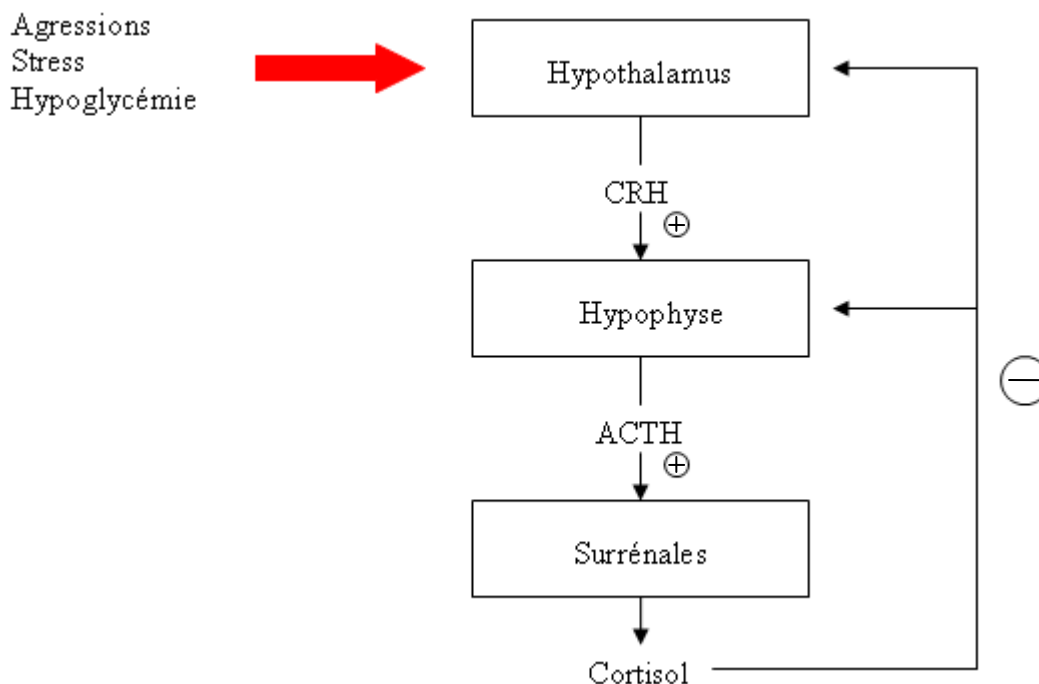 Agressions
Stress
Hypoglycémie
Hypothalamus
CRH
+
Hypophyse
−
ACTH
+
Surrénales
Cortisol